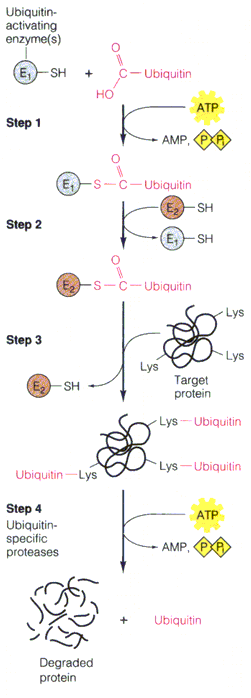 Ubiquitin-
activating
enzyme(s)
E1 SH + O C HO Ubiquitin
Step 1
ATP
AMP, P Pi
E1 S O C Ubiquitin
Step 2
E2 SH
E1 SH
E2 S O C Ubiquitin
Step 3
Lys
Lys
Lys
E2 SH
Target
protein
Lys Ubiquitin
Ubiquitin Lys
Lys Ubiquitin
Step 4
Ubiquitin-
specific
proteases
ATP
AMP, P Pi
+ Ubiquitin
Degraded
protein